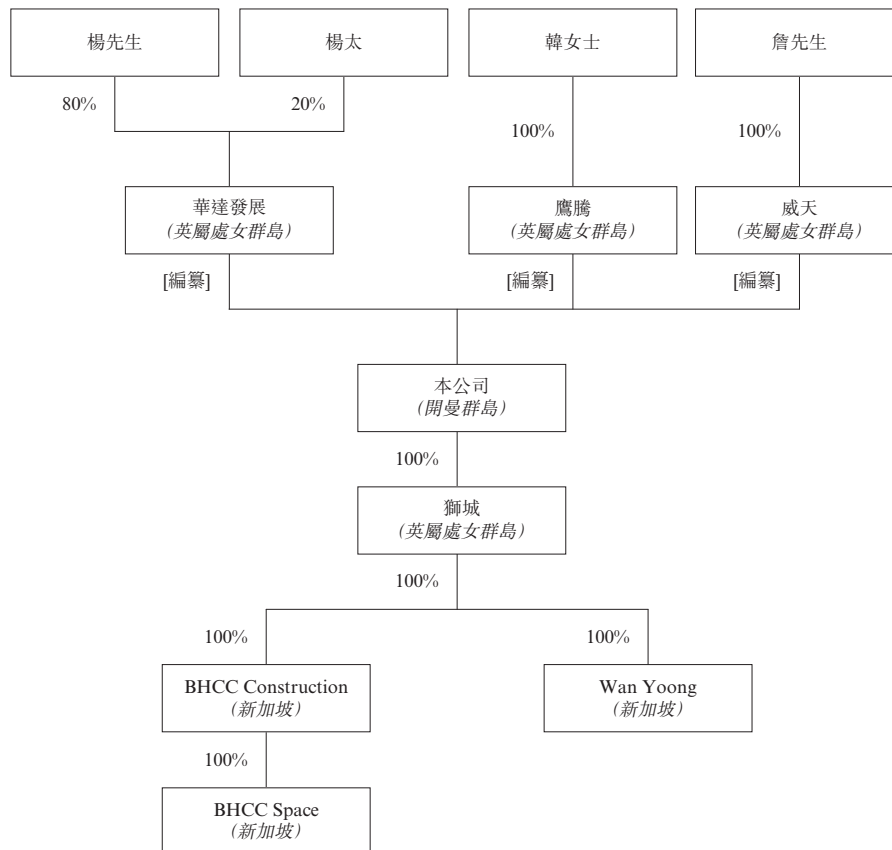 楊先生
楊太
韓女士
詹先生
80%
20%
100%
100%
華達發展
(英屬處女群島)
鷹騰
(英屬處女群島)
威天
(英屬處女群島)
[編纂]
[編纂]
[編纂]
本公司
(開曼群島)
100%
獅城
(英屬處女群島)
100%
100%
100%
BHCC Construction
(新加坡)
Wan Yoong
(新加坡)
100%
BHCC Space
(新加坡)